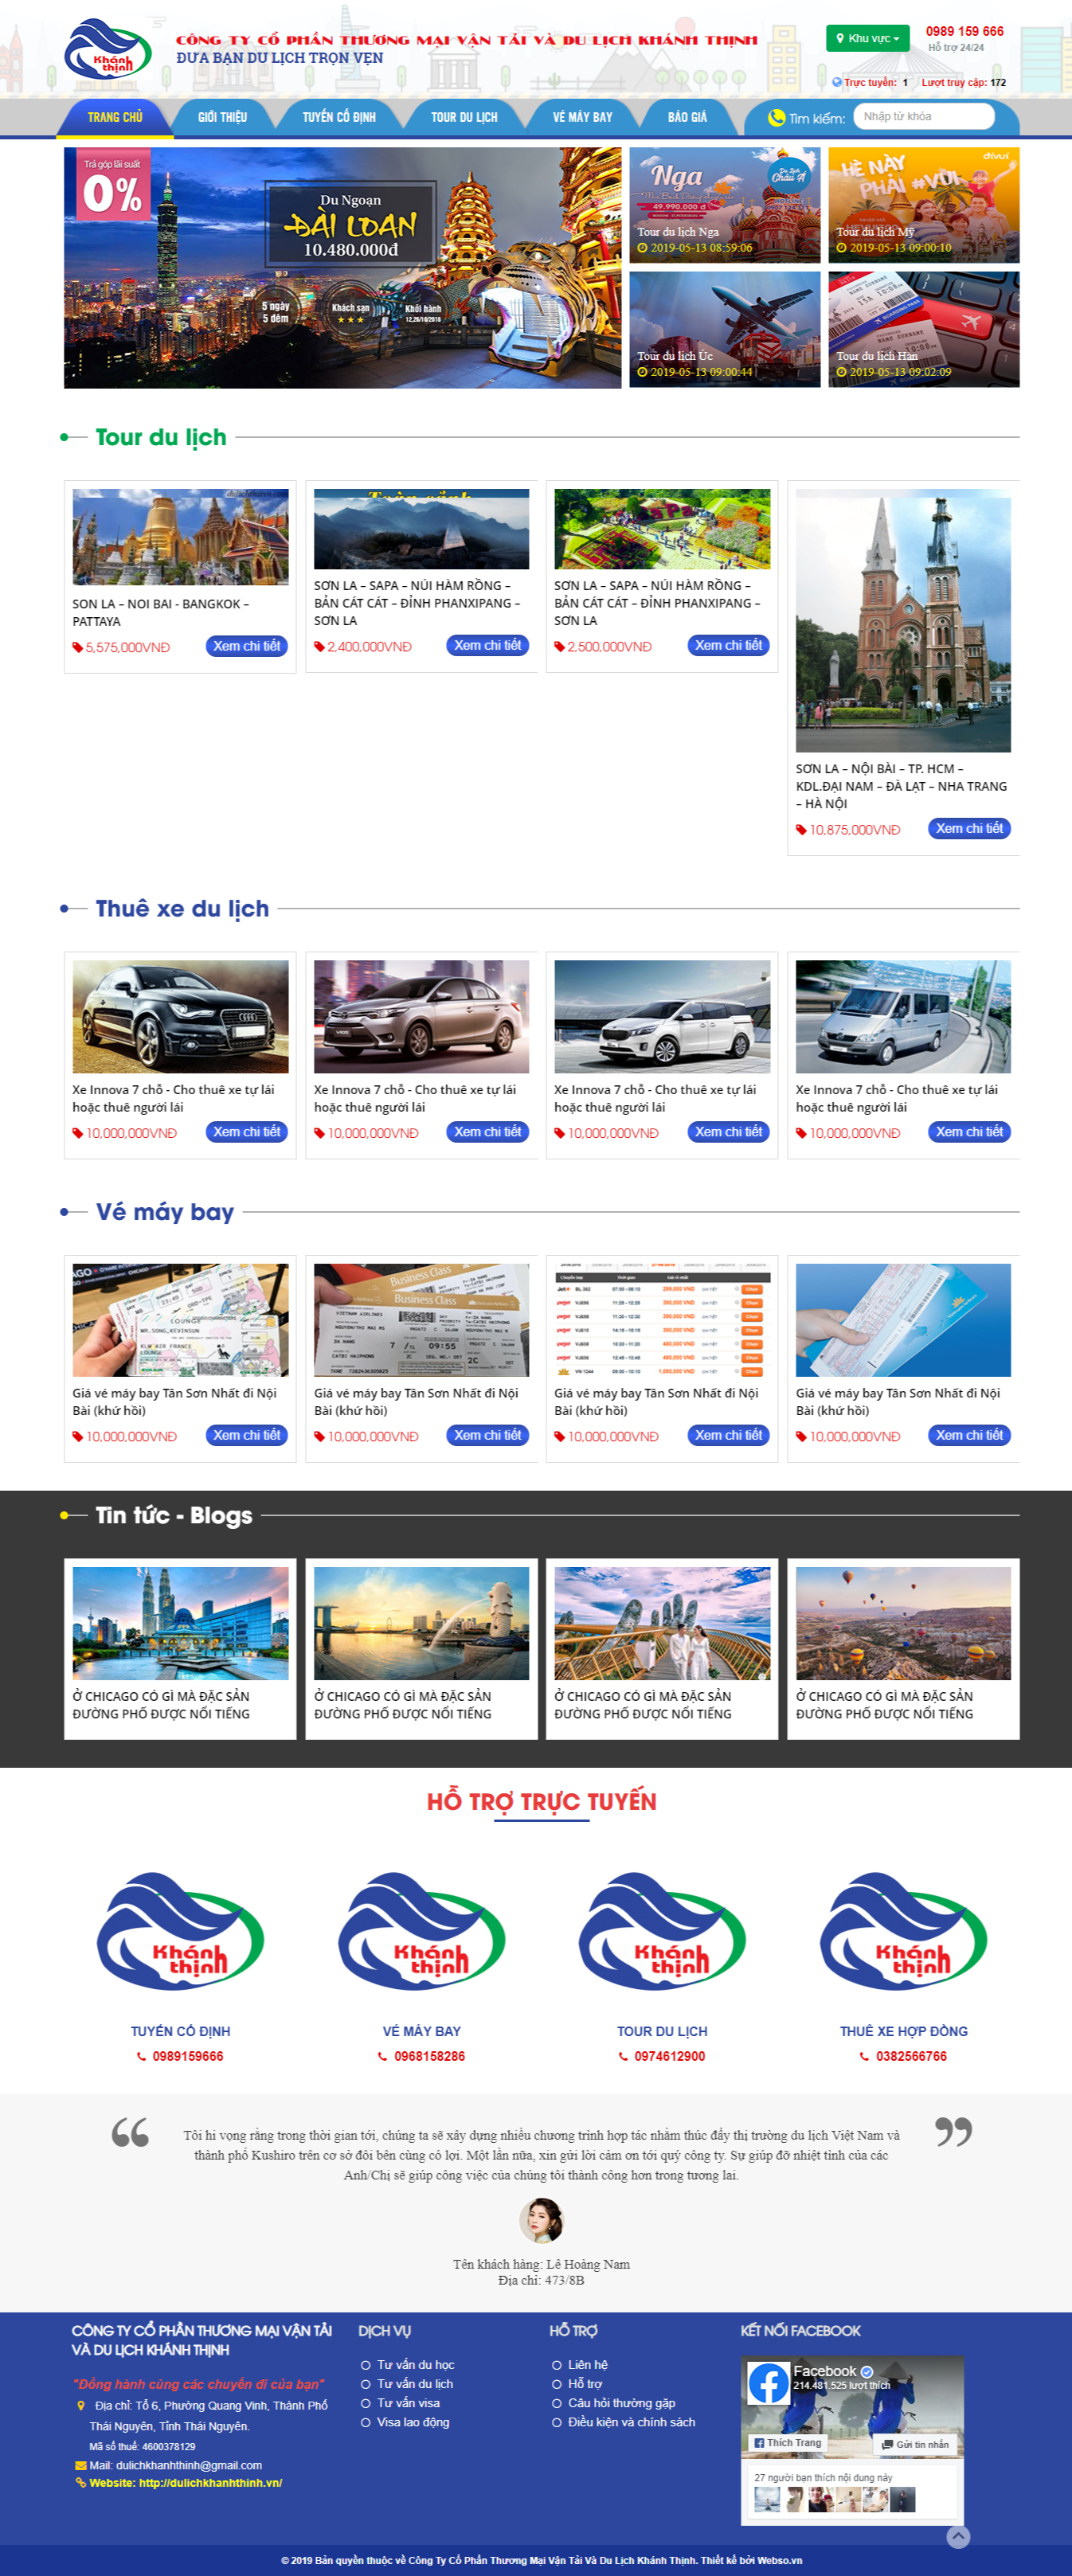 Khánh thịnh
CÔNG TY CỔ PHẦN THƯƠNG MẠI VẬN TẢI VÀ DU LỊCH KHÁNH THỊNH
ĐƯA BẠN DU LỊCH TRỌN VẸN
Khu vực
0989 159 666
Hỗ trợ 24/24
Trực tuyến: 1 Lượt truy cập: 172
TRANG CHỦ GIỚI THIỆU TUYẾN CỐ ĐỊNH TOUR DU LỊCH VÉ MÁY BAY BÁO GIÁ Tìm kiếm: Nhập từ khóa
Trả góp lãi suất
0%
Du Ngoạn
ĐÀI LOAN
10.480.000đ
5 ngày
5 đêm
Khách sạn
Khởi hành
12,26/10/2016
Nga
49.990.000 đ
Du Lịch
Châu Á
Tour du lịch Nga
2019-05-13 08:59:06
divui
HÈ NÀY
PHẢI #VUI
Tour du lịch Mỹ
2019-05-13 09:00:10
Tour du lịch Úc
2019-05-13 09:00:44
BOARDING PASS
Tour du lịch Hàn
2019-05-13 09:02:09
Tour du lịch
SON LA – NOI BAI - BANGKOK –
PATTAYA
5,575,000VNĐ Xem chi tiết
SƠN LA – SAPA – NÚI HÀM RỒNG –
BẢN CÁT CÁT – ĐỈNH PHANXIPANG –
SƠN LA
2,400,000VNĐ Xem chi tiết
SƠN LA – SAPA – NÚI HÀM RỒNG –
BẢN CÁT CÁT – ĐỈNH PHANXIPANG –
SƠN LA
2,500,000VNĐ Xem chi tiết
SƠN LA – NỘI BÀI – TP. HCM –
KDL.ĐẠI NAM – ĐÀ LẠT – NHA TRANG
– HÀ NỘI
10,875,000VNĐ Xem chi tiết
Thuê xe du lịch
Xe Innova 7 chỗ - Cho thuê xe tự lái
hoặc thuê người lái
10,000,000VNĐ Xem chi tiết
Xe Innova 7 chỗ - Cho thuê xe tự lái
hoặc thuê người lái
10,000,000VNĐ Xem chi tiết
Xe Innova 7 chỗ - Cho thuê xe tự lái
hoặc thuê người lái
10,000,000VNĐ Xem chi tiết
Xe Innova 7 chỗ - Cho thuê xe tự lái
hoặc thuê người lái
10,000,000VNĐ Xem chi tiết
Vé máy bay
LOUNGE
MR.SONG,KEVINSUN
KLM AIR FRANCE
LOUNGE
Giá vé máy bay Tân Sơn Nhất đi Nội
Bài (khứ hồi)
10,000,000VNĐ Xem chi tiết
Business Class
Business Class
VIETNAM AIRLINES
DA NANG
09:55
2C
Giá vé máy bay Tân Sơn Nhất đi Nội
Bài (khứ hồi)
10,000,000VNĐ Xem chi tiết
Giá vé máy bay Tân Sơn Nhất đi Nội
Bài (khứ hồi)
10,000,000VNĐ Xem chi tiết
Giá vé máy bay Tân Sơn Nhất đi Nội
Bài (khứ hồi)
10,000,000VNĐ Xem chi tiết
Tin tức - Blogs
Ở CHICAGO CÓ GÌ MÀ ĐẶC SẢN
ĐƯỜNG PHỐ ĐƯỢC NỔI TIẾNG
Ở CHICAGO CÓ GÌ MÀ ĐẶC SẢN
ĐƯỜNG PHỐ ĐƯỢC NỔI TIẾNG
Ở CHICAGO CÓ GÌ MÀ ĐẶC SẢN
ĐƯỜNG PHỐ ĐƯỢC NỔI TIẾNG
Ở CHICAGO CÓ GÌ MÀ ĐẶC SẢN
ĐƯỜNG PHỐ ĐƯỢC NỔI TIẾNG
HỖ TRỢ TRỰC TUYẾN
Khánh thịnh
TUYẾN CỐ ĐỊNH
0989159666
Khánh thịnh
VÉ MÁY BAY
0968158286
Khánh thịnh
TOUR DU LỊCH
0974612900
Khánh thịnh
THUÊ XE HỢP ĐỒNG
0382566766
Tôi hi vọng rằng trong thời gian tới, chúng ta sẽ xây dựng nhiều chương trình hợp tác nhằm thúc đẩy thị trường du lịch Việt Nam và
thành phố Kushiro trên cơ sở đôi bên cùng có lợi. Một lần nữa, xin gửi lời cảm ơn tới quý công ty. Sự giúp đỡ nhiệt tình của các
Anh/Chị sẽ giúp công việc của chúng tôi thành công hơn trong tương lai.
Tên khách hàng: Lê Hoàng Nam
Địa chỉ: 473/8B
CÔNG TY CỔ PHẦN THƯƠNG MẠI VẬN TẢI
VÀ DU LỊCH KHÁNH THỊNH
"Đồng hành cùng các chuyến đi của bạn"
Địa chỉ: Tổ 6, Phường Quang Vinh, Thành Phố
Thái Nguyên, Tỉnh Thái Nguyên.
Mã số thuế: 4600378129
Mail: dulichkhanhthinh@gmail.com
Website: http://dulichkhanhthinh.vn/
DỊCH VỤ
Tư vấn du học
Tư vấn du lịch
Tư vấn visa
Visa lao động
HỖ TRỢ
Liên hệ
Hỗ trợ
Câu hỏi thường gặp
Điều kiện và chính sách
KẾT NỐI FACEBOOK
Facebook
214.481.525 lượt thích
Thích Trang Gửi tin nhắn
27 người bạn thích nội dung này
© 2019 Bản quyền thuộc về Công Ty Cổ Phần Thương Mại Vận Tải Và Du Lịch Khánh Thịnh. Thiết kế bởi Webso.vn